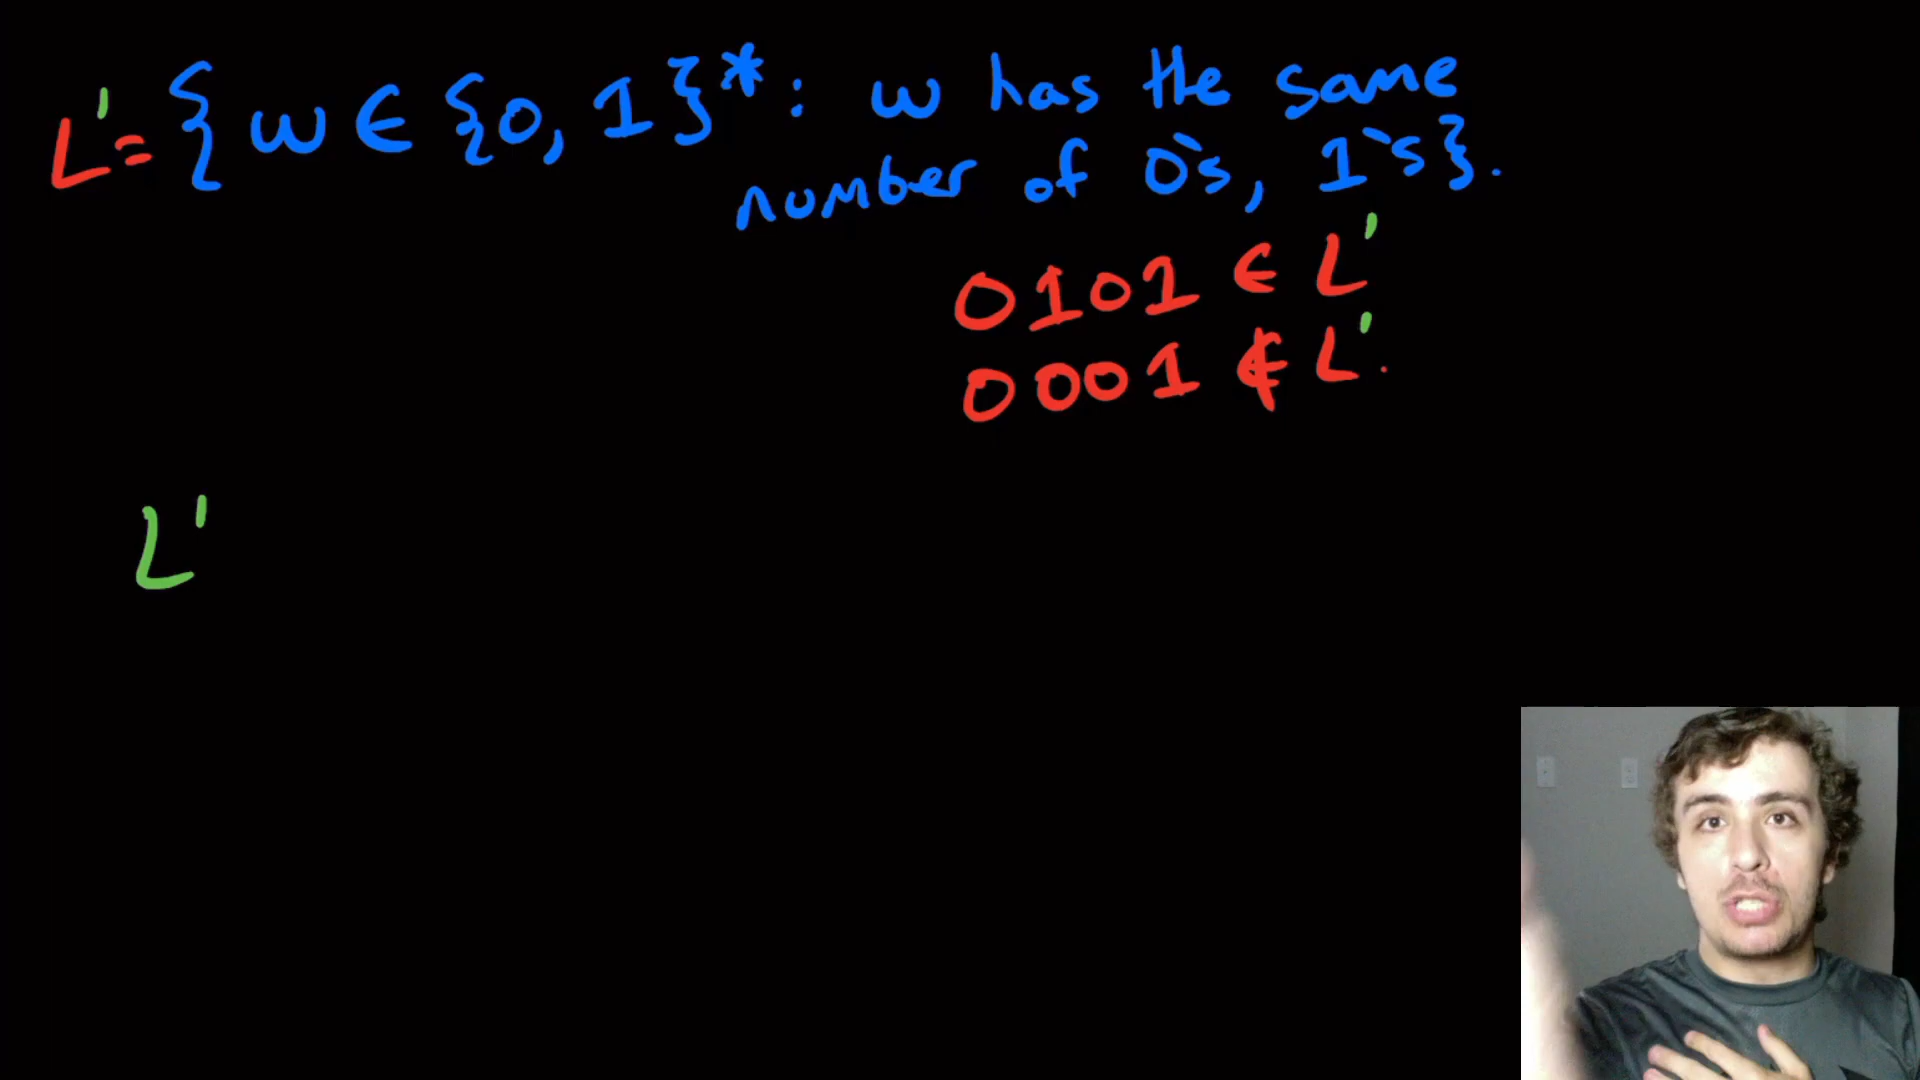 L'= {w ∈ {0, 1}*: w has the same
number of 0`s, 1`s}.
0101 ∈ L'
0001 ∉ L'.
L'